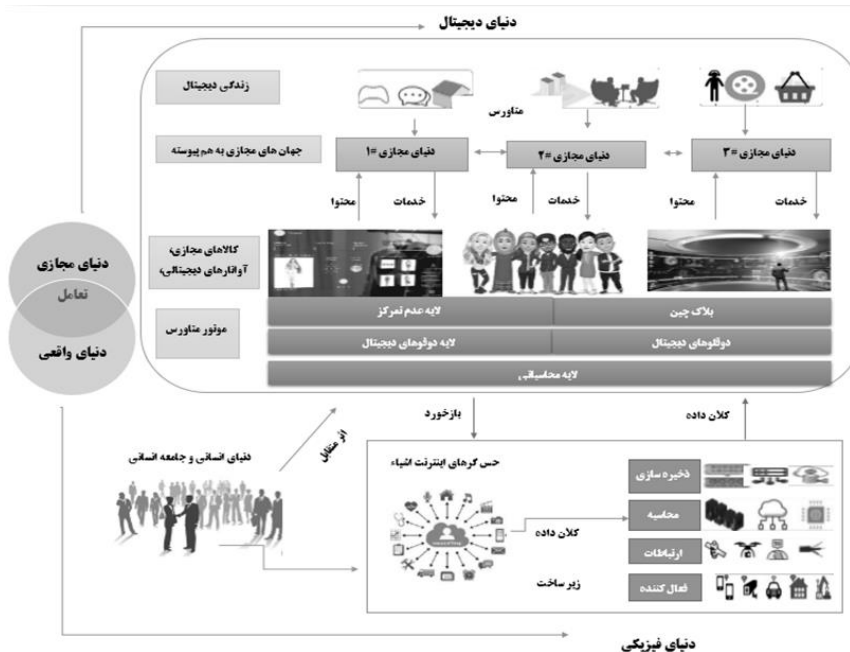 دنیای دیجیتال
زندگی دیجیتال
متاورس
جهان های مجازی به هم پیوسته
دنیای مجازی #۱
دنیای مجازی #۲
دنیای مجازی #۳
محتوا
خدمات
محتوا
خدمات
محتوا
خدمات
کالاهای مجازی،
آواتارهای دیجیتالی،
دنیای مجازی
تعامل
دنیای واقعی
موتور متاورس
لایه عدم تمرکز
بلاک چین
لایه دوقوهای دیجیتال
دوقلوهای دیجیتال
لایه محاسباتی
بازخورد
کلان داده
اثر متقابل
دنیای انسانی و جامعه انسانی
حس گرهای اینترنت اشیاء
ذخیره سازی
محاسبه
کلان داده
ارتباطات
زیر ساخت
فعال کننده
دنیای فیزیکی